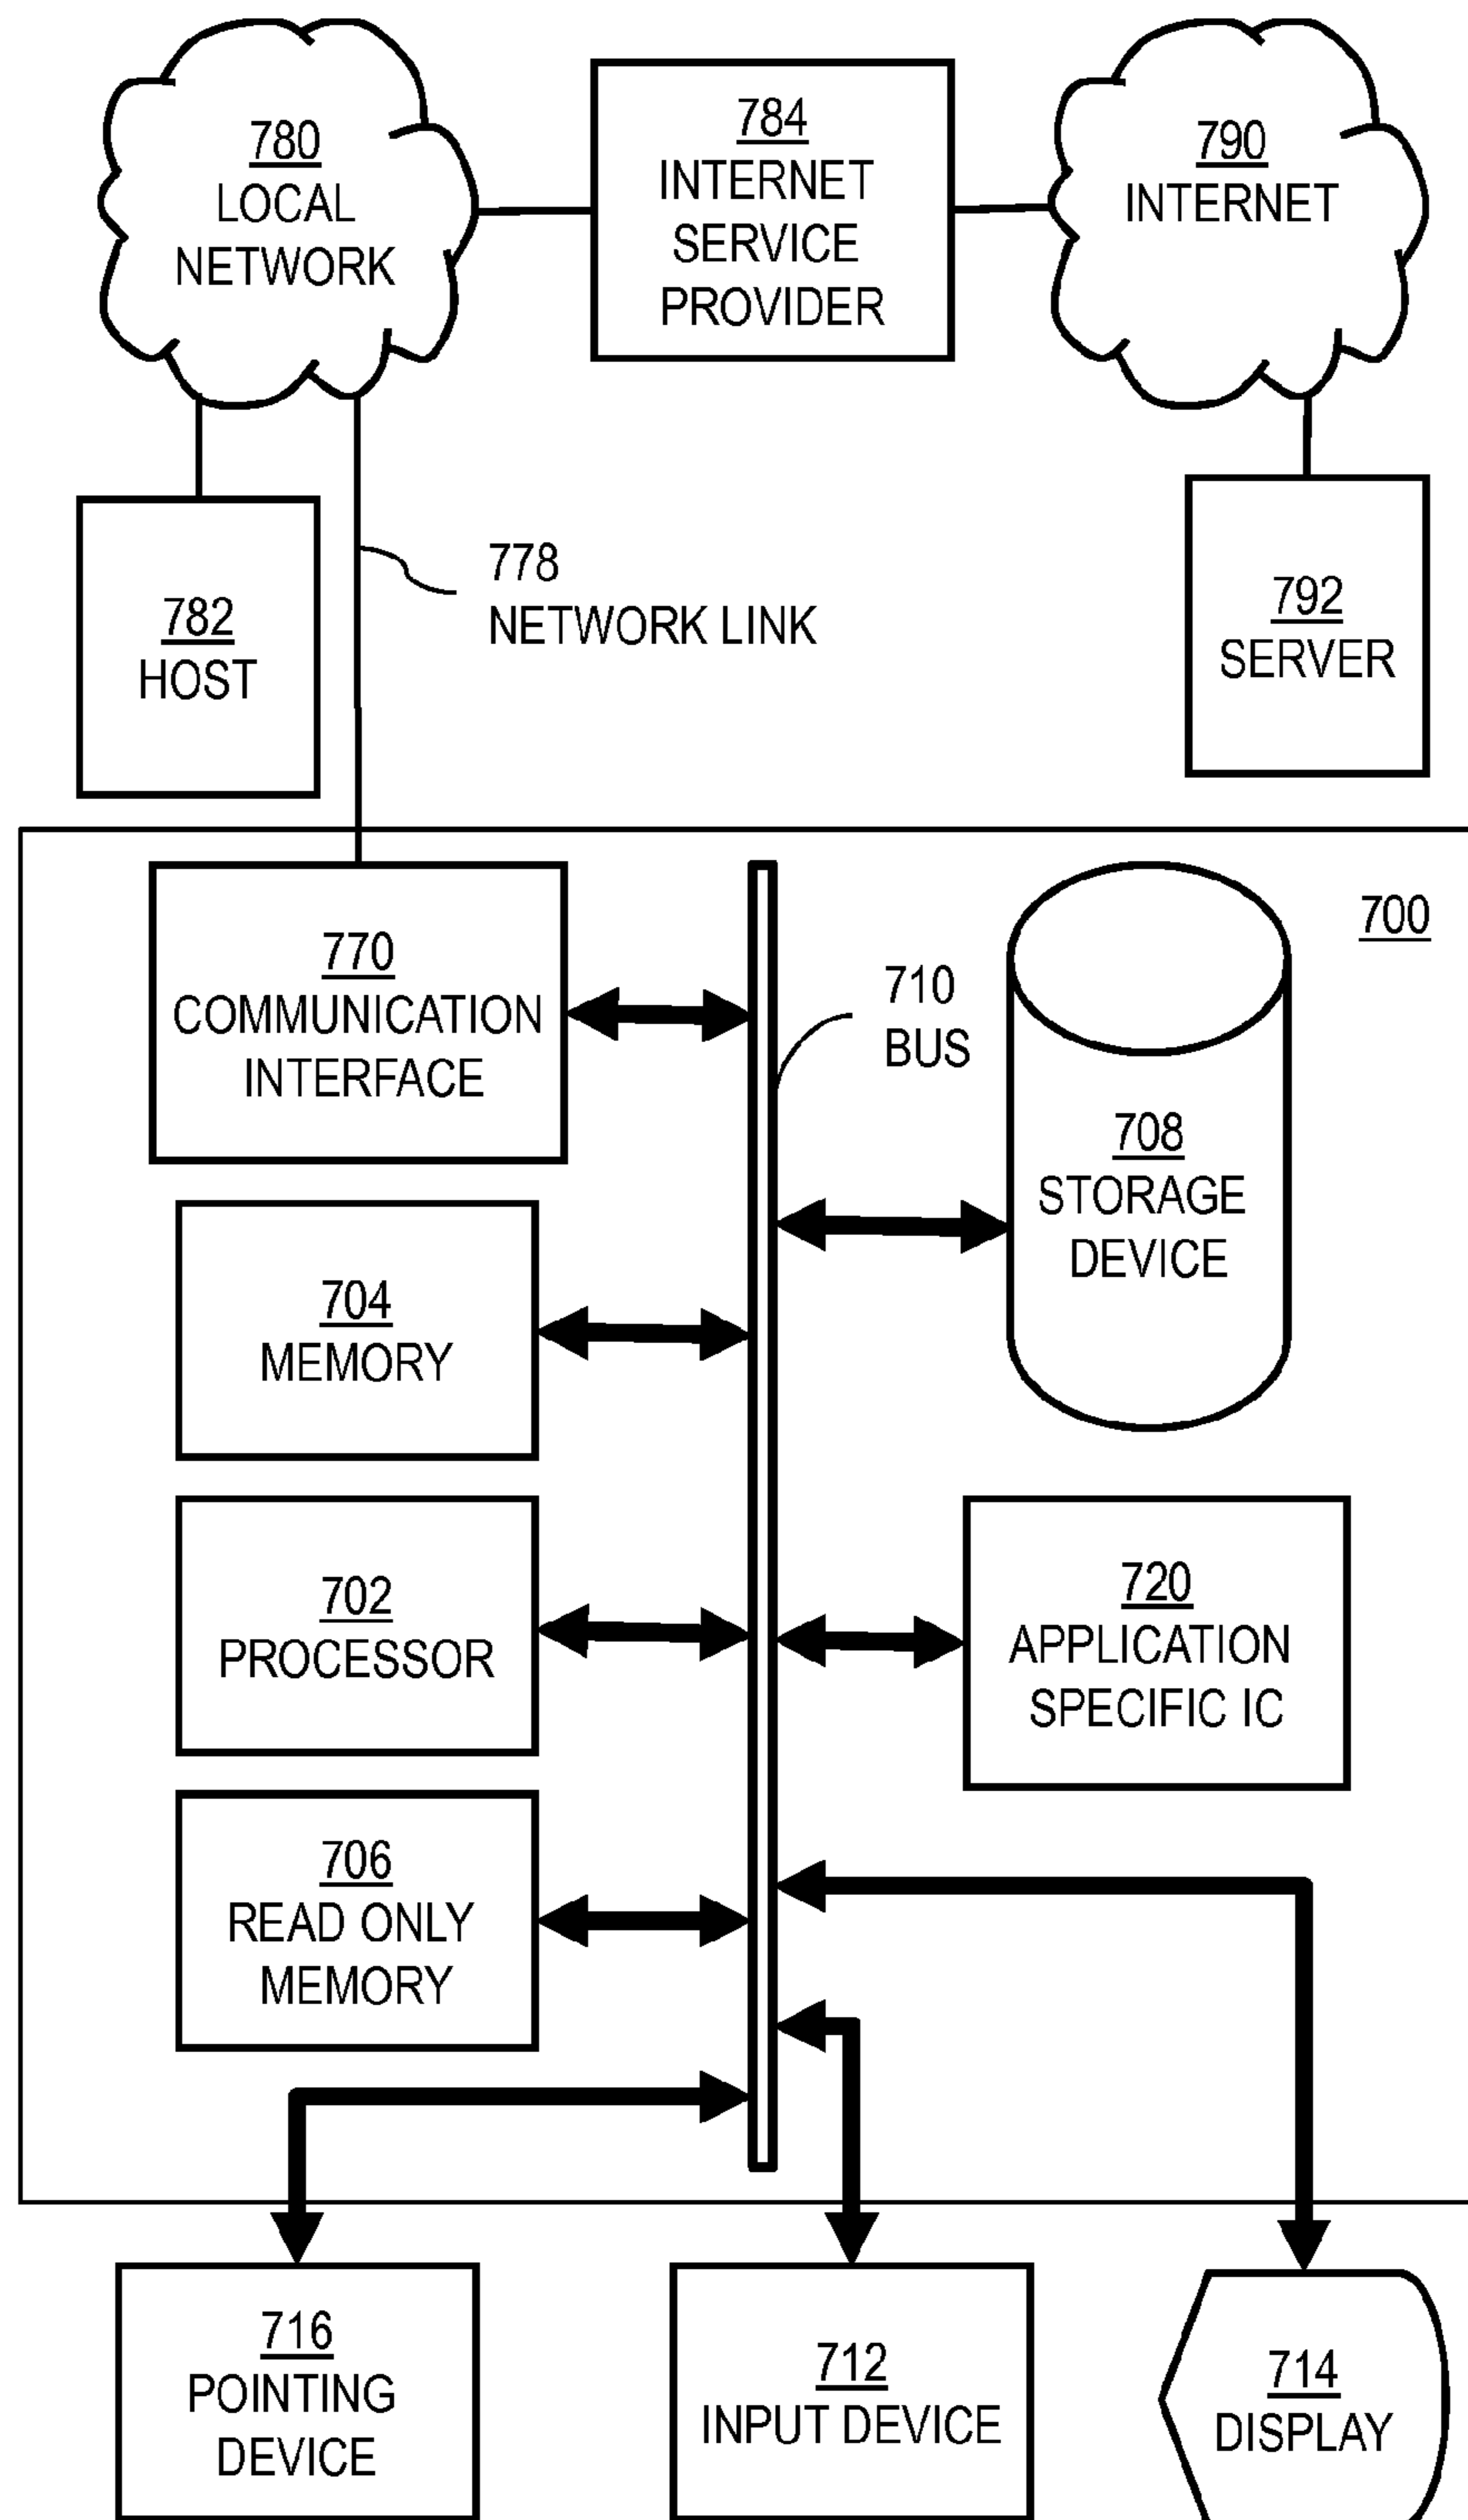 780
LOCAL
NETWORK
784
INTERNET
SERVICE
PROVIDER
790
INTERNET
782
HOST
778
NETWORK LINK
792
SERVER
700
770
COMMUNICATION
INTERFACE
710
BUS
708
STORAGE
DEVICE
704
MEMORY
702
PROCESSOR
720
APPLICATION
SPECIFIC IC
706
READ ONLY
MEMORY
716
POINTING
DEVICE
712
INPUT DEVICE
714
DISPLAY